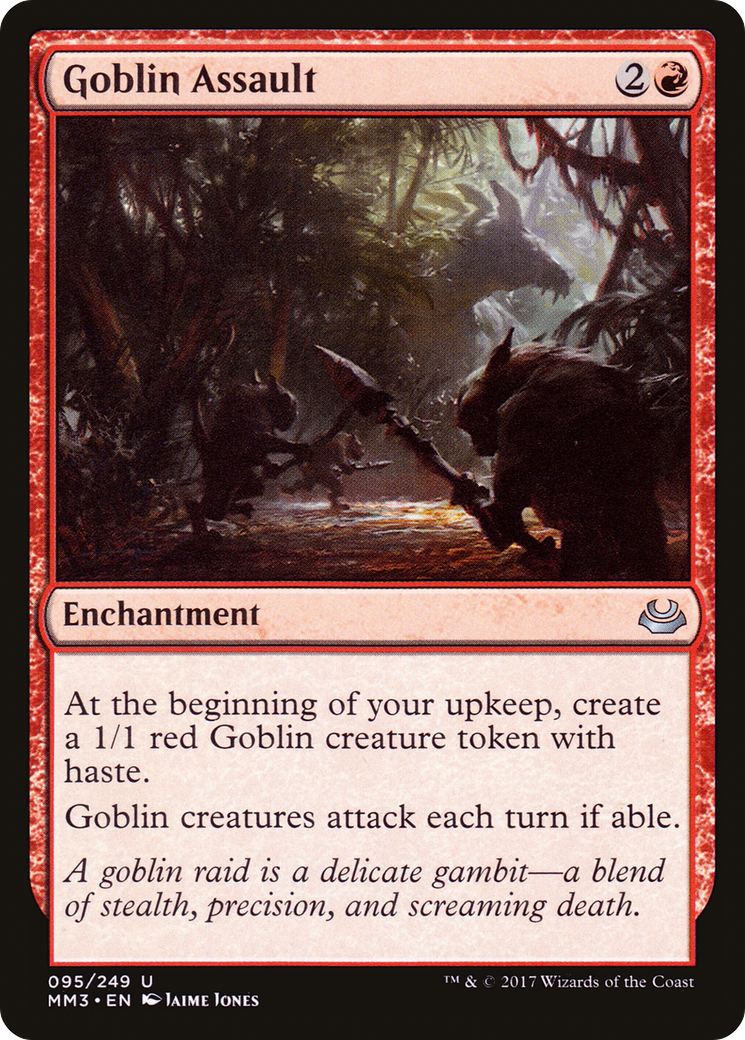 Goblin Assault 2
Enchantment
At the beginning of your upkeep, create
a 1/1 red Goblin creature token with
haste.
Goblin creatures attack each turn if able.
A goblin raid is a delicate gambit—a blend
of stealth, precision, and screaming death.
095/249 U
MM3 • EN Jaime Jones
™ & © 2017 Wizards of the Coast